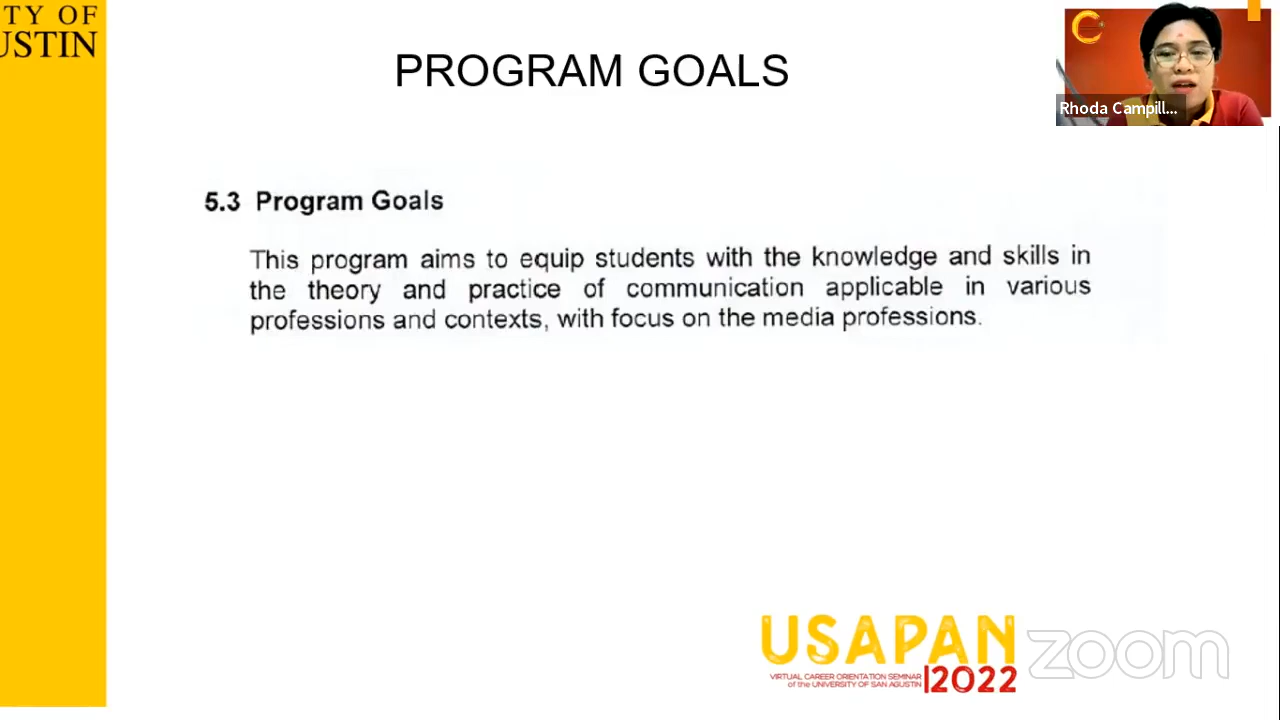 TY OF
USTIN
PROGRAM GOALS
Rhoda Campill...
5.3 Program Goals
This program aims to equip students with the knowledge and skills in
the theory and practice of communication applicable in various
professions and contexts, with focus on the media professions.
USAPAN
VIRTUAL CAREER ORIENTATION SEMINAR
of the UNIVERSITY OF SAN AGUSTIN
|2022
zoom